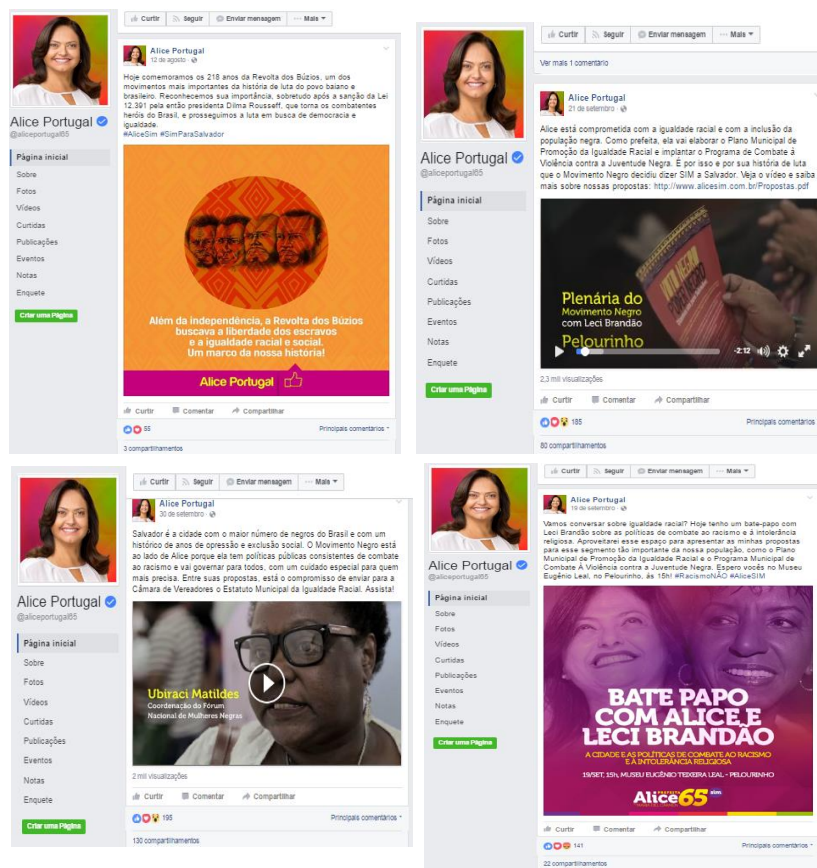 Curtir Seguir Enviar mensagem ··· Mais
Alice Portugal
@aliceportugal65
Página inicial
Sobre
Fotos
Vídeos
Curtidas
Publicações
Eventos
Notas
Enquete
Criar uma Página
Alice Portugal
12 de agosto ·
Hoje comemoramos os 218 anos da Revolta dos Búzios, um dos
movimentos mais importantes da história de luta do povo baiano e
brasileiro. Reconhecemos sua importância, sobretudo após a sanção da Lei
12.391 pela então presidenta Dilma Rousseff, que torna os combatentes
heróis do Brasil, e prosseguimos a luta em busca de democracia e
igualdade.
#AliceSim #SimParaSalvador
Além da independência, a Revolta dos Búzios
buscava a liberdade dos escravos
e a igualdade racial e social.
Um marco da nossa história!
Alice Portugal
Curtir Comentar Compartilhar
55 Principais comentários
3 compartilhamentos
Curtir Seguir Enviar mensagem ··· Mais
Ver mais 1 comentário
Alice Portugal
@aliceportugal65
Página inicial
Sobre
Fotos
Vídeos
Curtidas
Publicações
Eventos
Notas
Enquete
Criar uma Página
Alice Portugal
21 de setembro ·
Alice está comprometida com a igualdade racial e com a inclusão da
população negra. Como prefeita, ela vai elaborar o Plano Municipal de
Promoção da Igualdade Racial e implantar o Programa de Combate á
Violência contra a Juventude Negra. É por isso e por sua história de luta
que o Movimento Negro decidiu dizer SIM a Salvador. Veja o vídeo e saiba
mais sobre nossas propostas: http://www.alicesim.com.br/Propostas.pdf
Plenária do
Movimento Negro
com Leci Brandão
Pelourinho
-2:12
2,3 mil visualizações
Curtir Comentar Compartilhar
185 Principais comentários
80 compartilhamentos
Curtir Seguir Enviar mensagem ··· Mais
Alice Portugal
@aliceportugal65
Página inicial
Sobre
Fotos
Vídeos
Curtidas
Publicações
Eventos
Notas
Enquete
Criar uma Página
Alice Portugal
30 de setembro ·
Salvador é a cidade com o maior número de negros do Brasil e com um
histórico de anos de opressão e exclusão social. O Movimento Negro está
ao lado de Alice porque ela tem políticas públicas consistentes de combate
ao racismo e vai governar para todos, com um cuidado especial para quem
mais precisa. Entre suas propostas, está o compromisso de enviar para a
Câmara de Vereadores o Estatuto Municipal da Igualdade Racial. Assista!
Ubiraci Matildes
Coordenação do Fórum
Nacional de Mulheres Negras
2 mil visualizações
Curtir Comentar Compartilhar
195 Principais comentários
130 compartilhamentos
Curtir Seguir Enviar mensagem ··· Mais
Alice Portugal
@aliceportugal65
Página inicial
Sobre
Fotos
Vídeos
Curtidas
Publicações
Eventos
Notas
Enquete
Criar uma Página
Alice Portugal
19 de setembro ·
Vamos conversar sobre igualdade racial? Hoje tenho um bate-papo com
Leci Brandão sobre as políticas de combate ao racismo e á intolerância
religiosa. Aproveitarei esse espaço para apresentar as minhas propostas
para esse segmento tão importante da nossa população, como o Plano
Municipal de Promoção da Igualdade Racial e o Programa Municipal de
Combate Á Violência contra a Juventude Negra. Espero vocês no Museu
Eugênio Leal, no Pelourinho, ás 15h! #RacismoNÃO #AliceSIM
BATE PAPO
COM ALICE E
LECI BRANDÃO
A CIDADE E AS POLÍTICAS DE COMBATE AO RACISMO
E À INTOLERÂNCIA RELIGIOSA
19/SET, 15h, MUSEU EUGÊNIO TEIXEIRA LEAL - PELOURINHO
PREFEITA
Alice 65 sim
Curtir Comentar Compartilhar
141 Principais comentários
22 compartilhamentos